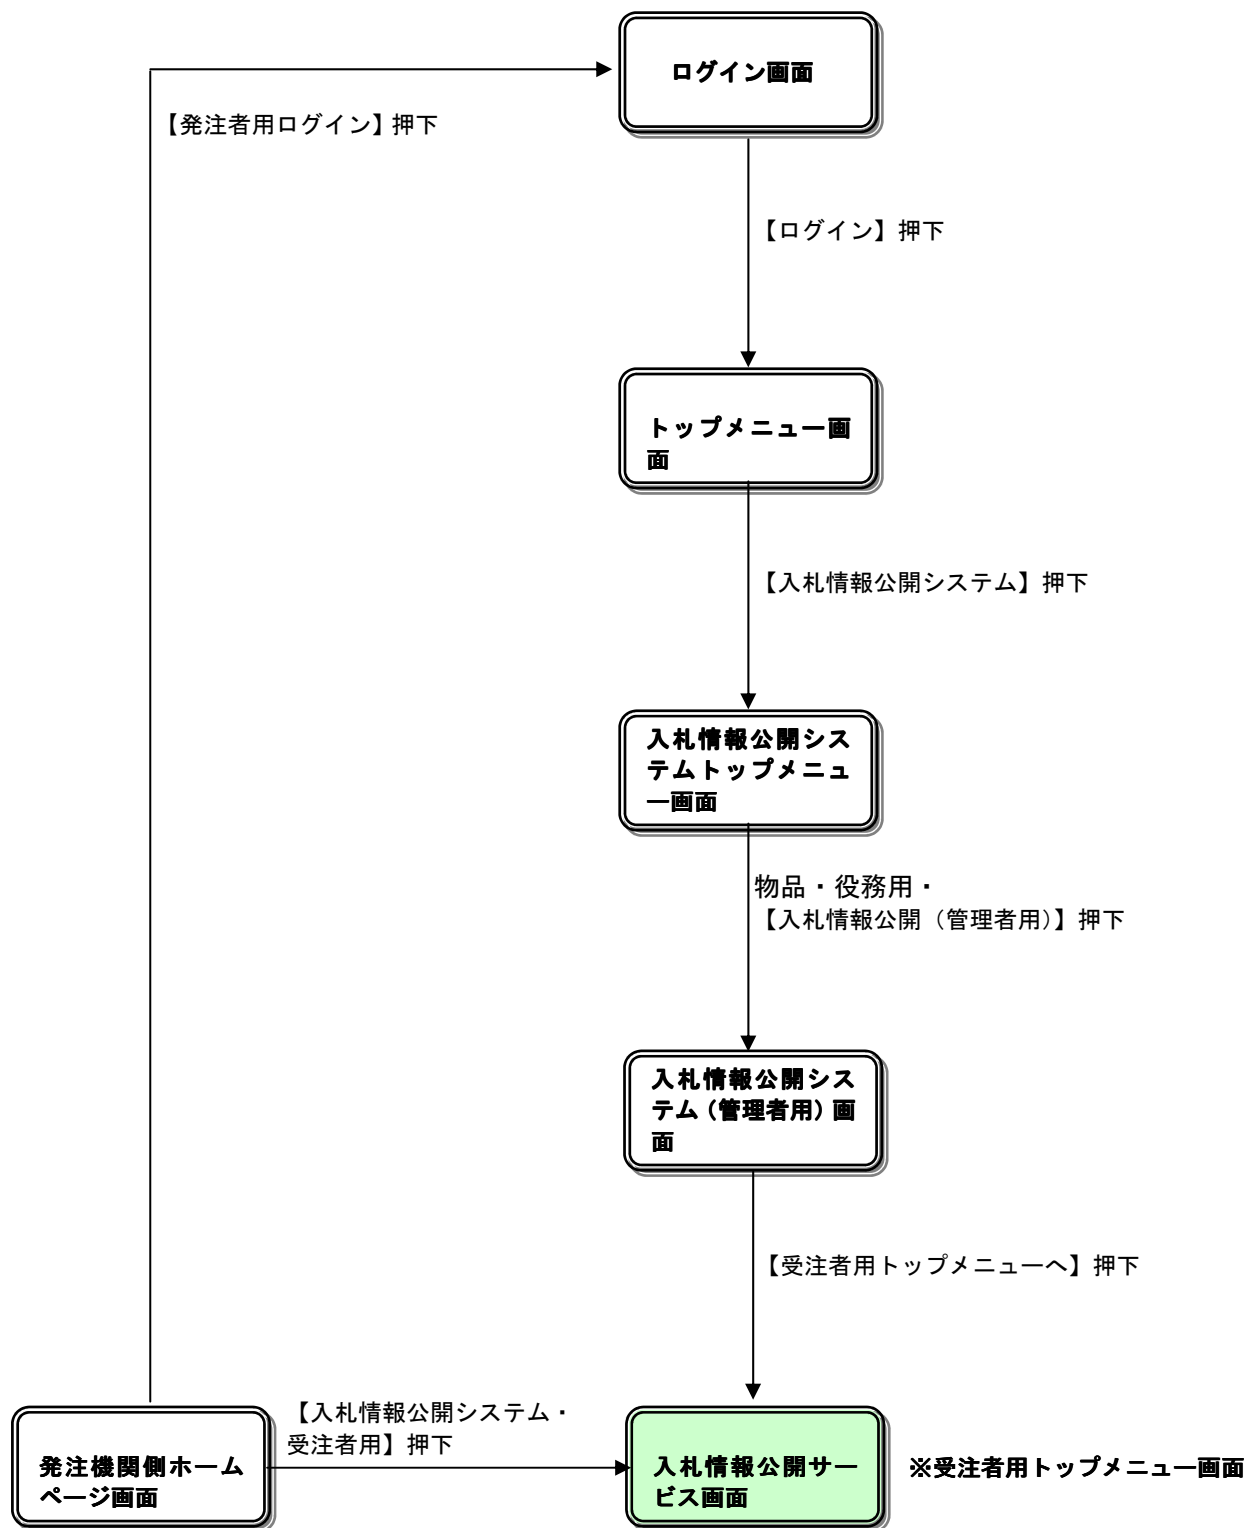 ログイン画面
【発注者用ログイン】押下
【ログイン】押下
トップメニュー画
面
【入札情報公開システム】押下
入札情報公開シス
テムトップメニュ
ー画面
物品・役務用・
【入札情報公開（管理者用）】押下
入札情報公開シス
テム（管理者用）画
面
【受注者用トップメニューへ】押下
【入札情報公開システム・
受注者用】押下
発注機関側ホーム
ページ画面
入札情報公開サー
ビス画面
※受注者用トップメニュー画面